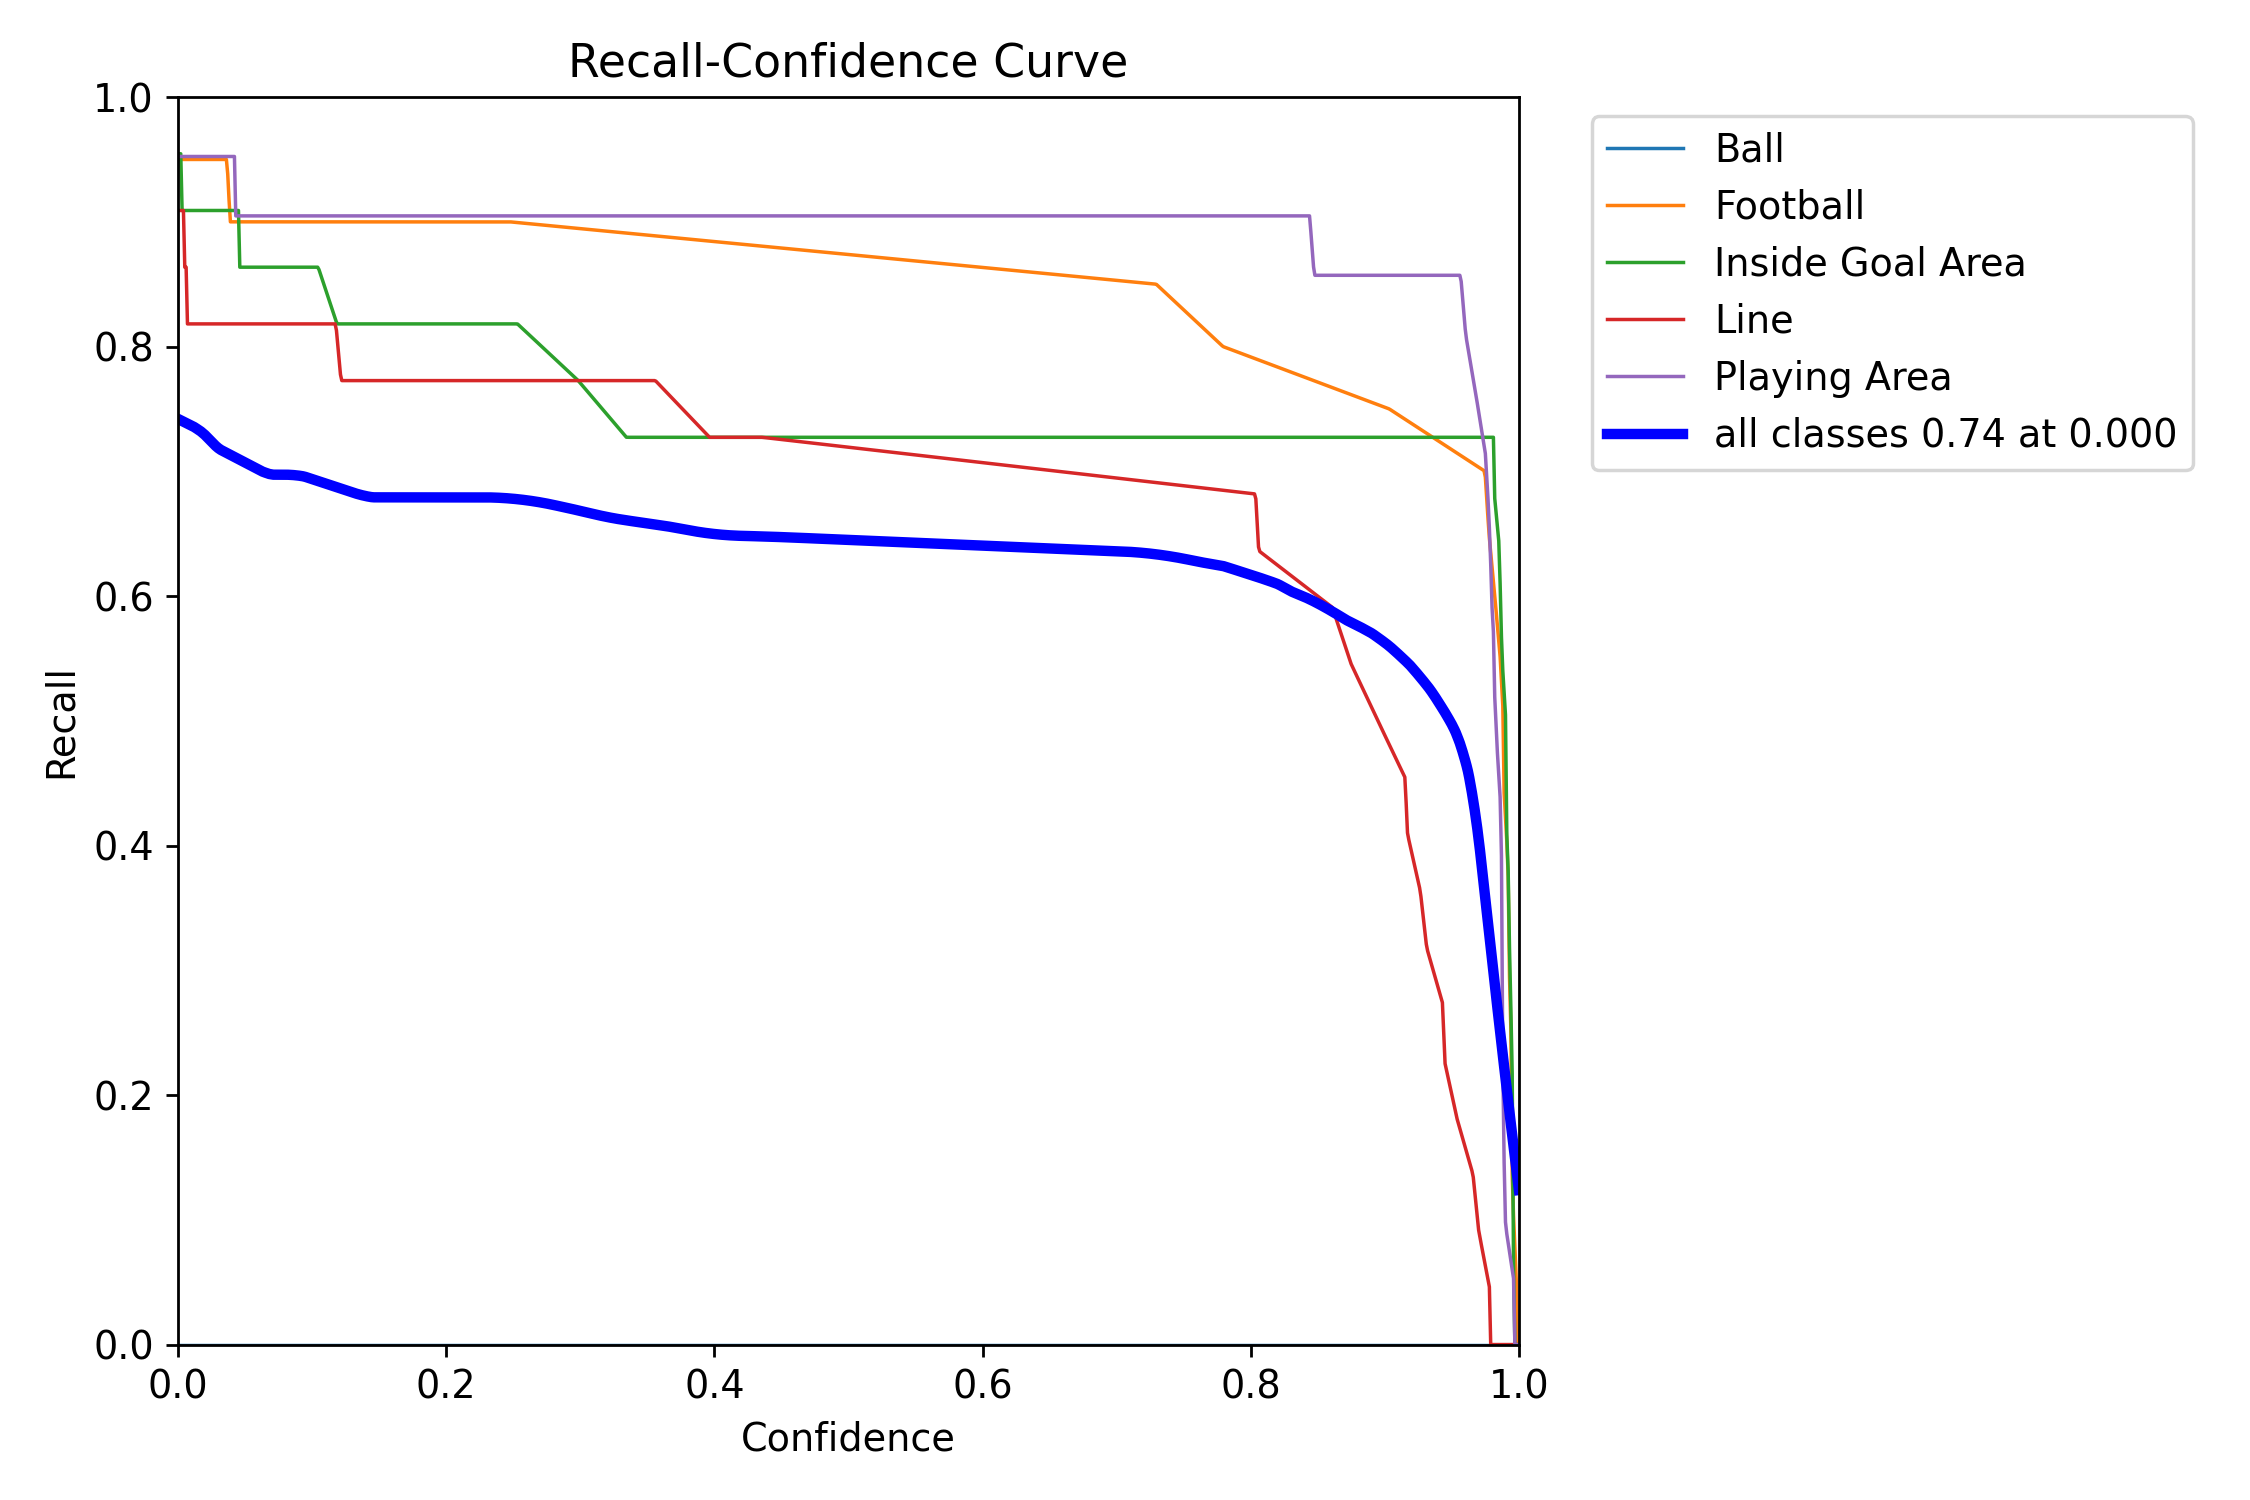 Recall-Confidence Curve
1.0
0.8
0.6
0.4
0.2
0.0
Recall
0.0 0.2 0.4 0.6 0.8 1.0
Confidence
Ball
Football
Inside Goal Area
Line
Playing Area
all classes 0.74 at 0.000